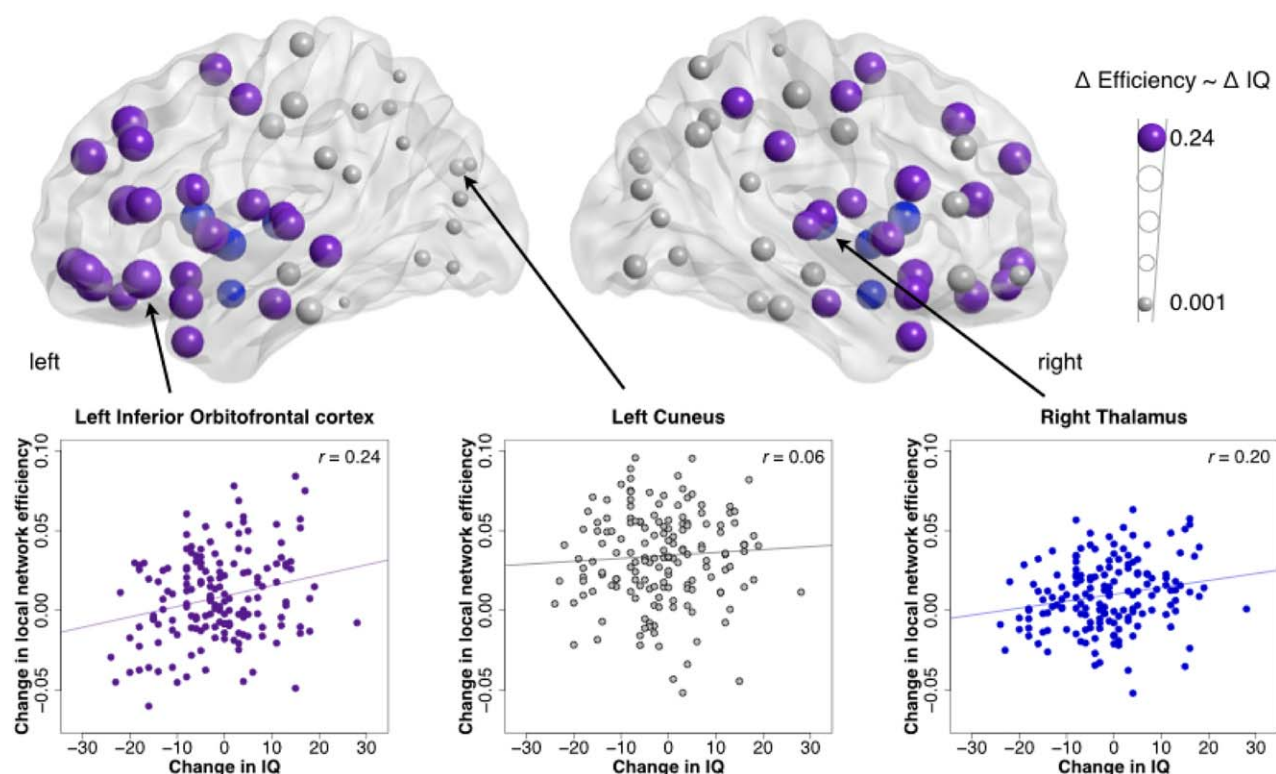 Δ Efficiency ~ Δ IQ
0.24
0.001
left
right
Left Inferior Orbitofrontal cortex
Change in local network efficiency
0.10
0.05
0.00
−0.05
r = 0.24
−30 −20 −10 0 10 20 30
Change in IQ
Left Cuneus
Change in local network efficiency
0.10
0.05
0.00
−0.05
r = 0.06
−30 −20 −10 0 10 20 30
Change in IQ
Right Thalamus
Change in local network efficiency
0.10
0.05
0.00
−0.05
r = 0.20
−30 −20 −10 0 10 20 30
Change in IQ